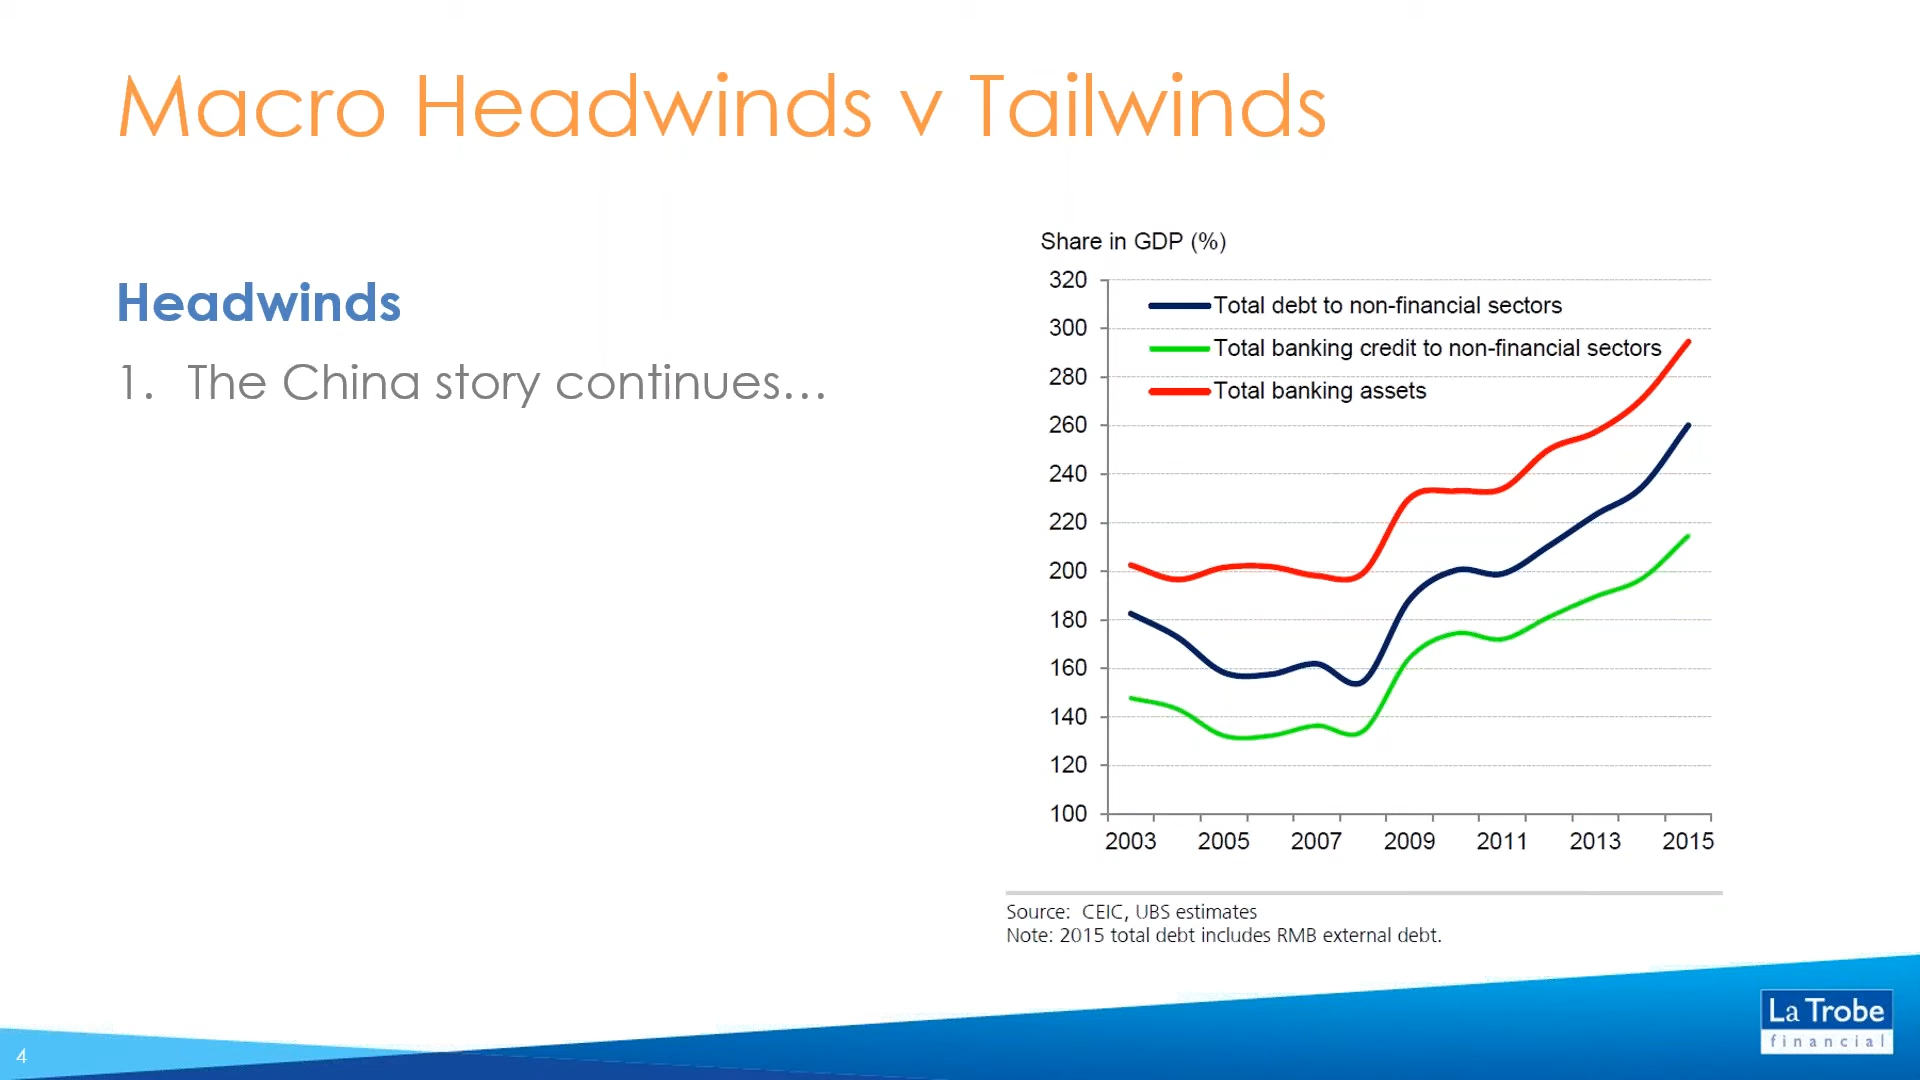 Macro Headwinds v Tailwinds
Headwinds
1. The China story continues...
Share in GDP (%)
320
300
280
260
240
220
200
180
160
140
120
100
Total debt to non-financial sectors
Total banking credit to non-financial sectors
Total banking assets
2003 2005 2007 2009 2011 2013 2015
Source: CEIC, UBS estimates
Note: 2015 total debt includes RMB external debt.
4
La Trobe
financial